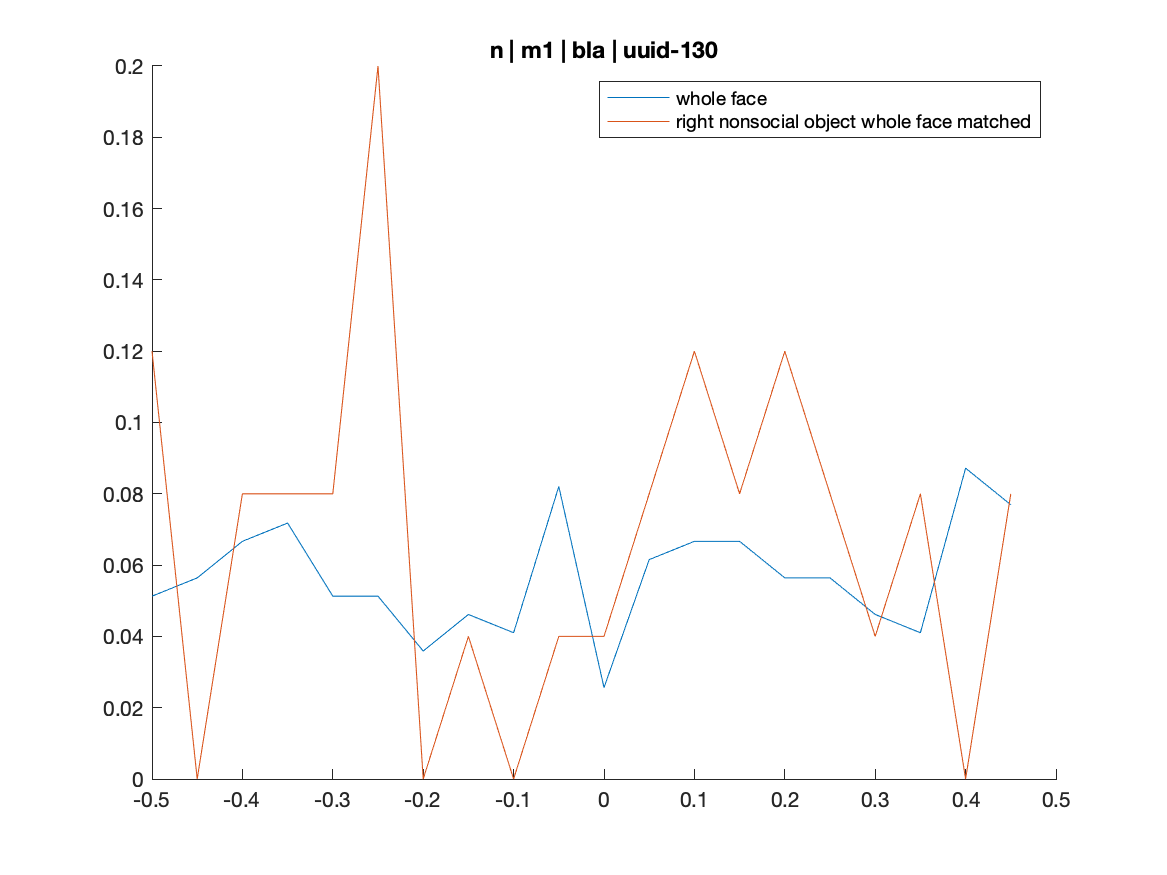 n | m1 | bla | uuid-130
whole face
right nonsocial object whole face matched
0.2
0.18
0.16
0.14
0.12
0.1
0.08
0.06
0.04
0.02
0
-0.5 -0.4 -0.3 -0.2 -0.1 0 0.1 0.2 0.3 0.4 0.5